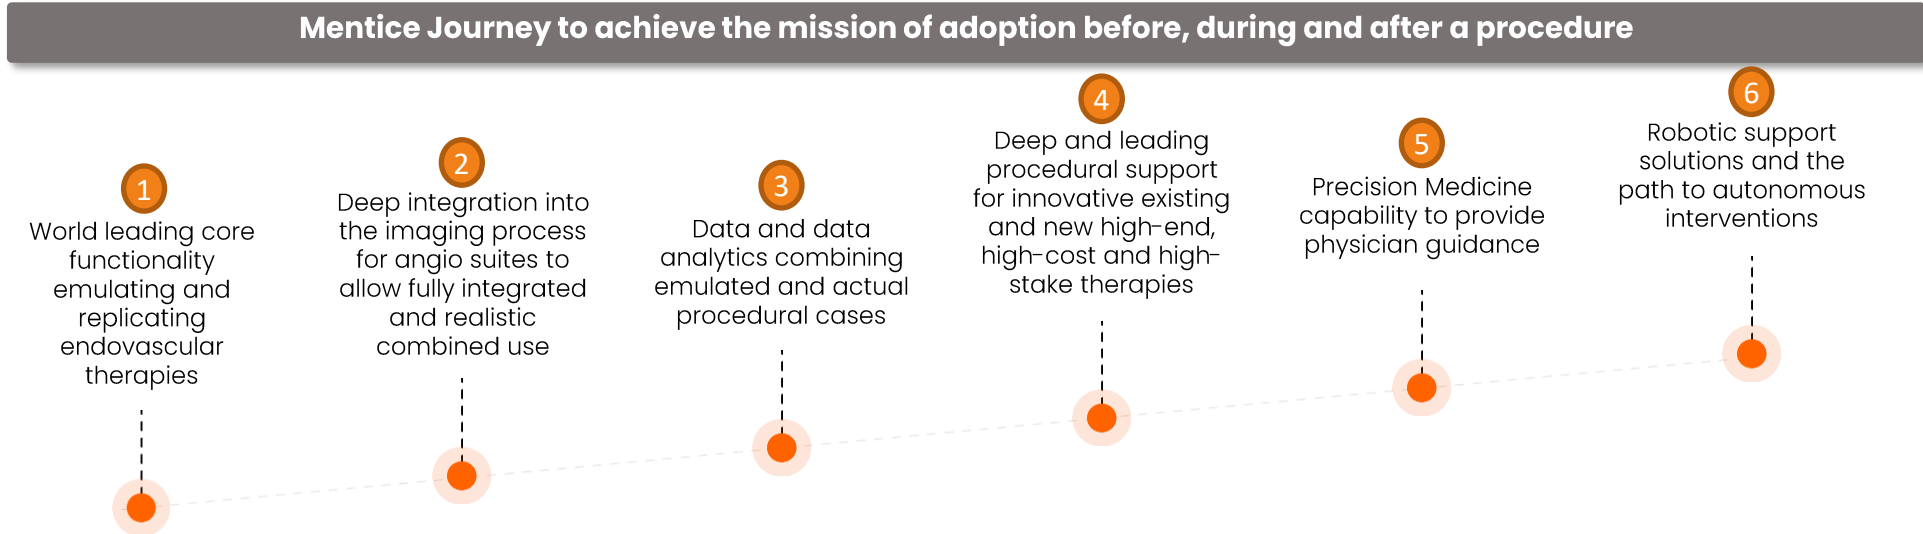 Mentice Journey to achieve the mission of adoption before, during and after a procedure
1
World leading core
functionality
emulating and
replicating
endovascular
therapies
2
Deep integration into
the imaging process
for angio suites to
allow fully integrated
and realistic
combined use
3
Data and data
analytics combining
emulated and actual
procedural cases
4
Deep and leading
procedural support
for innovative existing
and new high-end,
high-cost and high-
stake therapies
5
Precision Medicine
capability to provide
physician guidance
6
Robotic support
solutions and the
path to autonomous
interventions